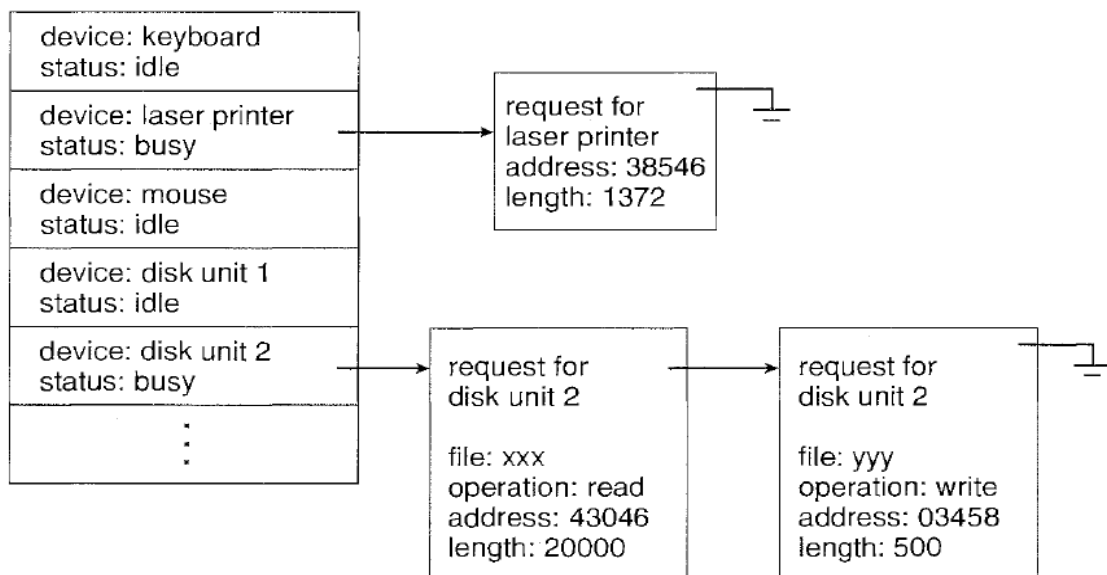 device: keyboard
status: idle
device: laser printer
status: busy
device: mouse
status: idle
device: disk unit 1
status: idle
device: disk unit 2
status: busy
request for
laser printer
address: 38546
length: 1372
request for
disk unit 2
file: xxx
operation: read
address: 43046
length: 20000
request for
disk unit 2
file: yyy
operation: write
address: 03458
length: 500